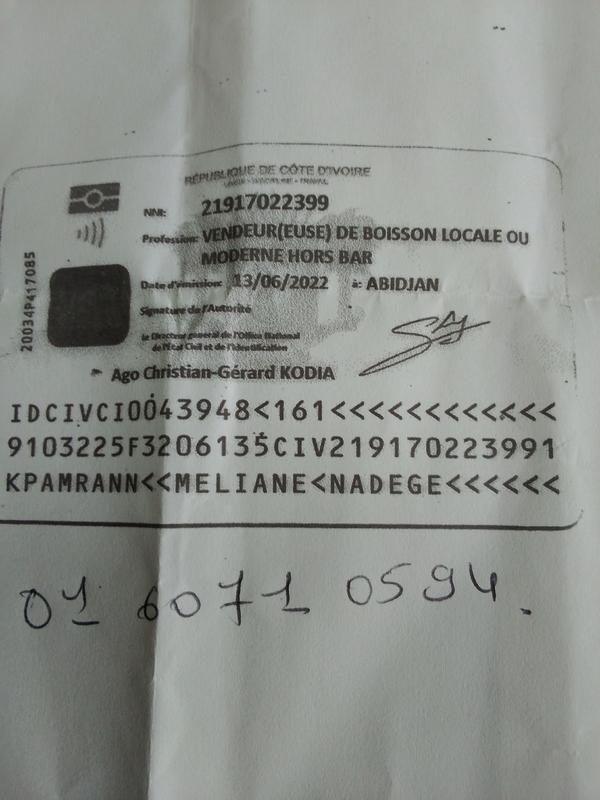 RÉPUBLIQUE DE CÔTE D'IVOIRE
NNI: 21917022399
Profession: VENDEUR(EUSE) DE BOISSON LOCALE OU
MODERNE HORS BAR
Date d'émission: 13/06/2022 à: ABIDJAN
Signature de l'Autorité
le Directeur général de l'Office National
de l'Etat Civil et de l'Identification
Ago Christian-Gérard KODIA
20034P417085
IDCIVCI0043948<161<<<<<<<<<<<<
9103225F3206135CIV219170223991
KPAMRANN<<MELIANE<NADEGE<<<<<<
01 6071 0594.